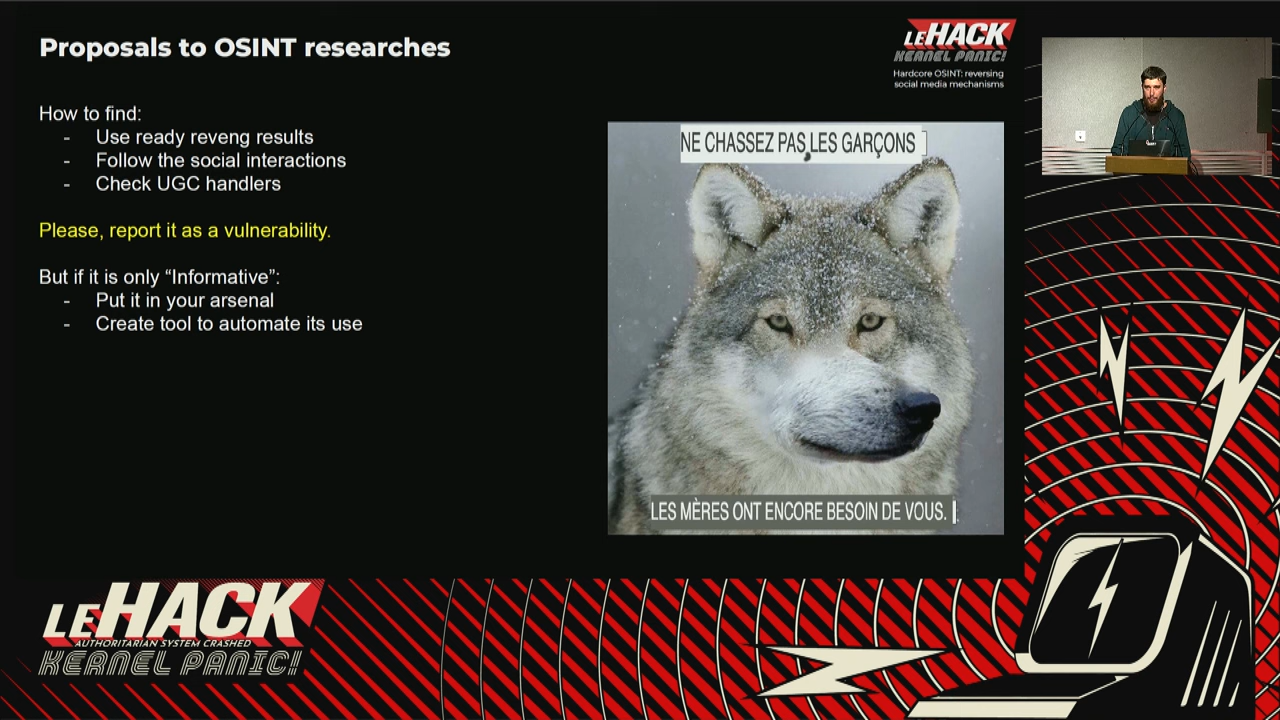 Proposals to OSINT researches
LEHACK
KERNEL PANIC!
Hardcore OSINT: reversing
social media mechanisms
How to find:
- Use ready reveng results
- Follow the social interactions
- Check UGC handlers
Please, report it as a vulnerability.
But if it is only “Informative”:
- Put it in your arsenal
- Create tool to automate its use
NE CHASSEZ PAS LES GARÇONS
LES MÈRES ONT ENCORE BESOIN DE VOUS.
LEHACK
AUTHORITARIAN SYSTEM CRASHED
KERNEL PANIC!